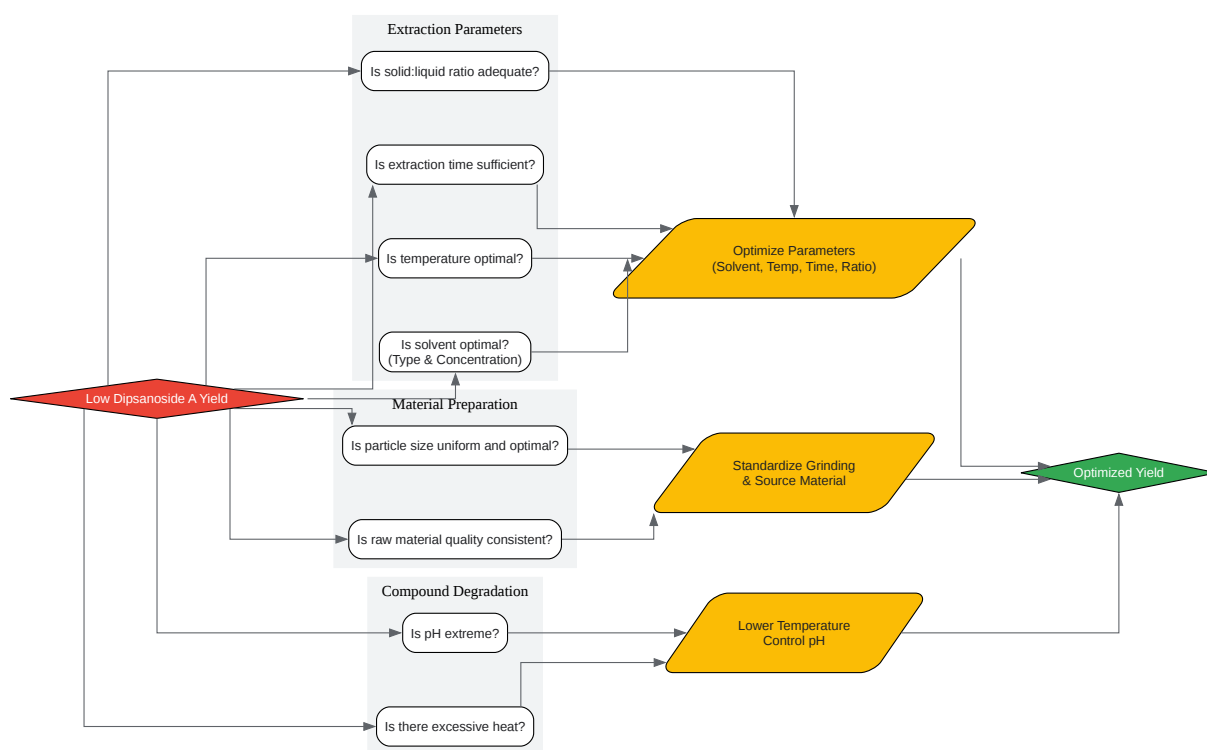 Extraction Parameters
Is solid:liquid ratio adequate?
Is extraction time sufficient?
Is temperature optimal?
Is solvent optimal?
(Type & Concentration)
Optimize Parameters
(Solvent, Temp, Time, Ratio)
Low Dipsanoside A Yield
Material Preparation
Is particle size uniform and optimal?
Is raw material quality consistent?
Standardize Grinding
& Source Material
Optimized Yield
Compound Degradation
Is pH extreme?
Is there excessive heat?
Lower Temperature
Control pH